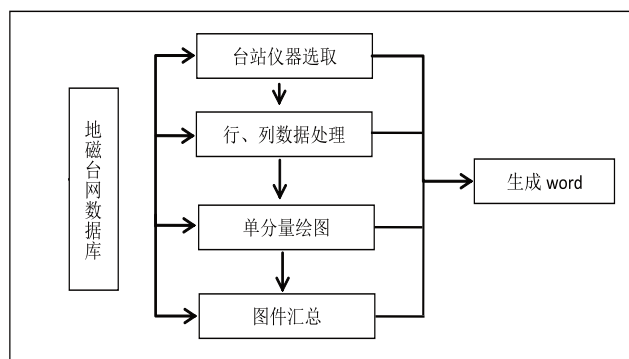 地磁台网数据库
台站仪器选取
行、列数据处理
单分量绘图
图件汇总
生成 word